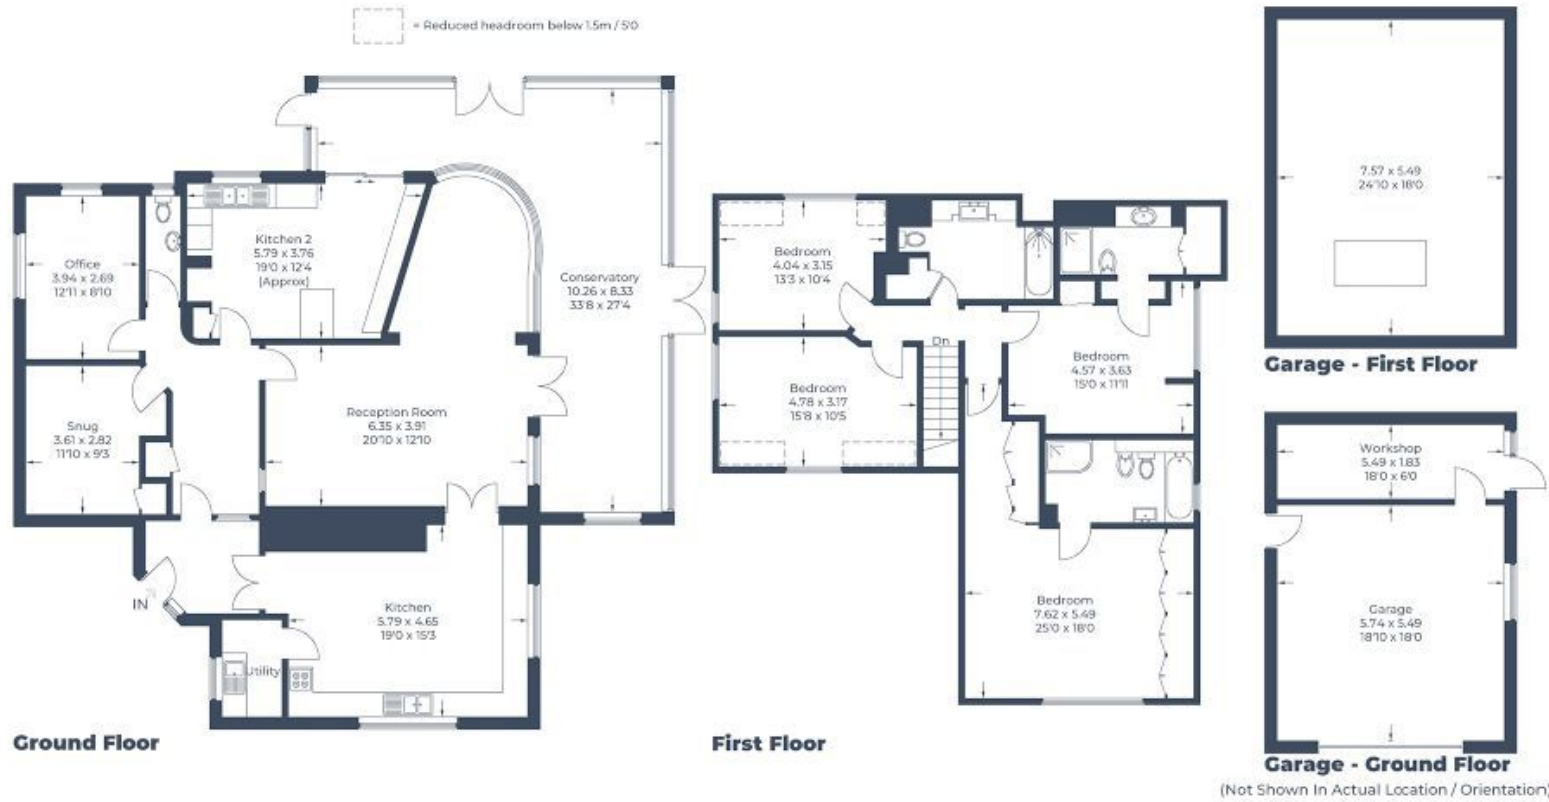 = Reduced headroom below 1.5m / 5'0
Office
3.94 x 2.69
12'11 x 8'10
Kitchen 2
5.79 x 3.76
19'0 x 12'4
(Approx)
Conservatory
10.26 x 8.33
33'8 x 27'4
Snug
3.61 x 2.82
11'10 x 9'3
Reception Room
6.35 x 3.91
20'10 x 12'10
IN
Kitchen
5.79 x 4.65
19'0 x 15'3
Utility
Ground Floor
Bedroom
4.04 x 3.15
13'3 x 10'4
Dn
Bedroom
4.78 x 3.17
15'8 x 10'5
Bedroom
4.57 x 3.63
15'0 x 11'11
Bedroom
7.62 x 5.49
25'0 x 18'0
First Floor
7.57 x 5.49
24'10 x 18'0
Garage - First Floor
Workshop
5.49 x 1.83
18'0 x 6'0
Garage
5.74 x 5.49
18'10 x 18'0
Garage - Ground Floor
(Not Shown In Actual Location / Orientation)